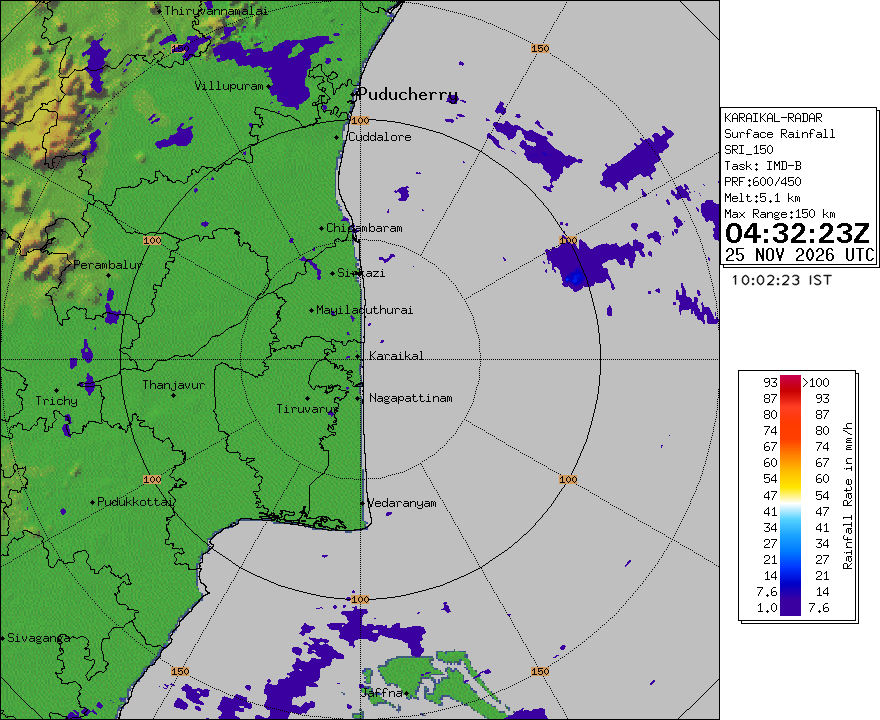 Thiruvannamalai
150
150
Villupuram
Puducherry
100
Cuddalore
Chidambaram
100
100
Perambalur
Sirkazi
Mayiladuthurai
Karaikal
Thanjavur
Trichy
Tiruvarur
Nagapattinam
100
100
Pudukkottai
Vedaranyam
100
Sivaganga
150
150
Jaffna
KARAIKAL-RADAR
Surface Rainfall
SRI_150
Task: IMD-B
PRF:600/450
Melt:5.1 km
Max Range:150 km
04:32:23Z
25 NOV 2026 UTC
10:02:23 IST
93 >100
87 93
80 87
74 80
67 74
60 67
54 60
47 54
41 47
34 41
27 34
21 27
14 21
7.6 14
1.0 7.6
Rainfall Rate in mm/h